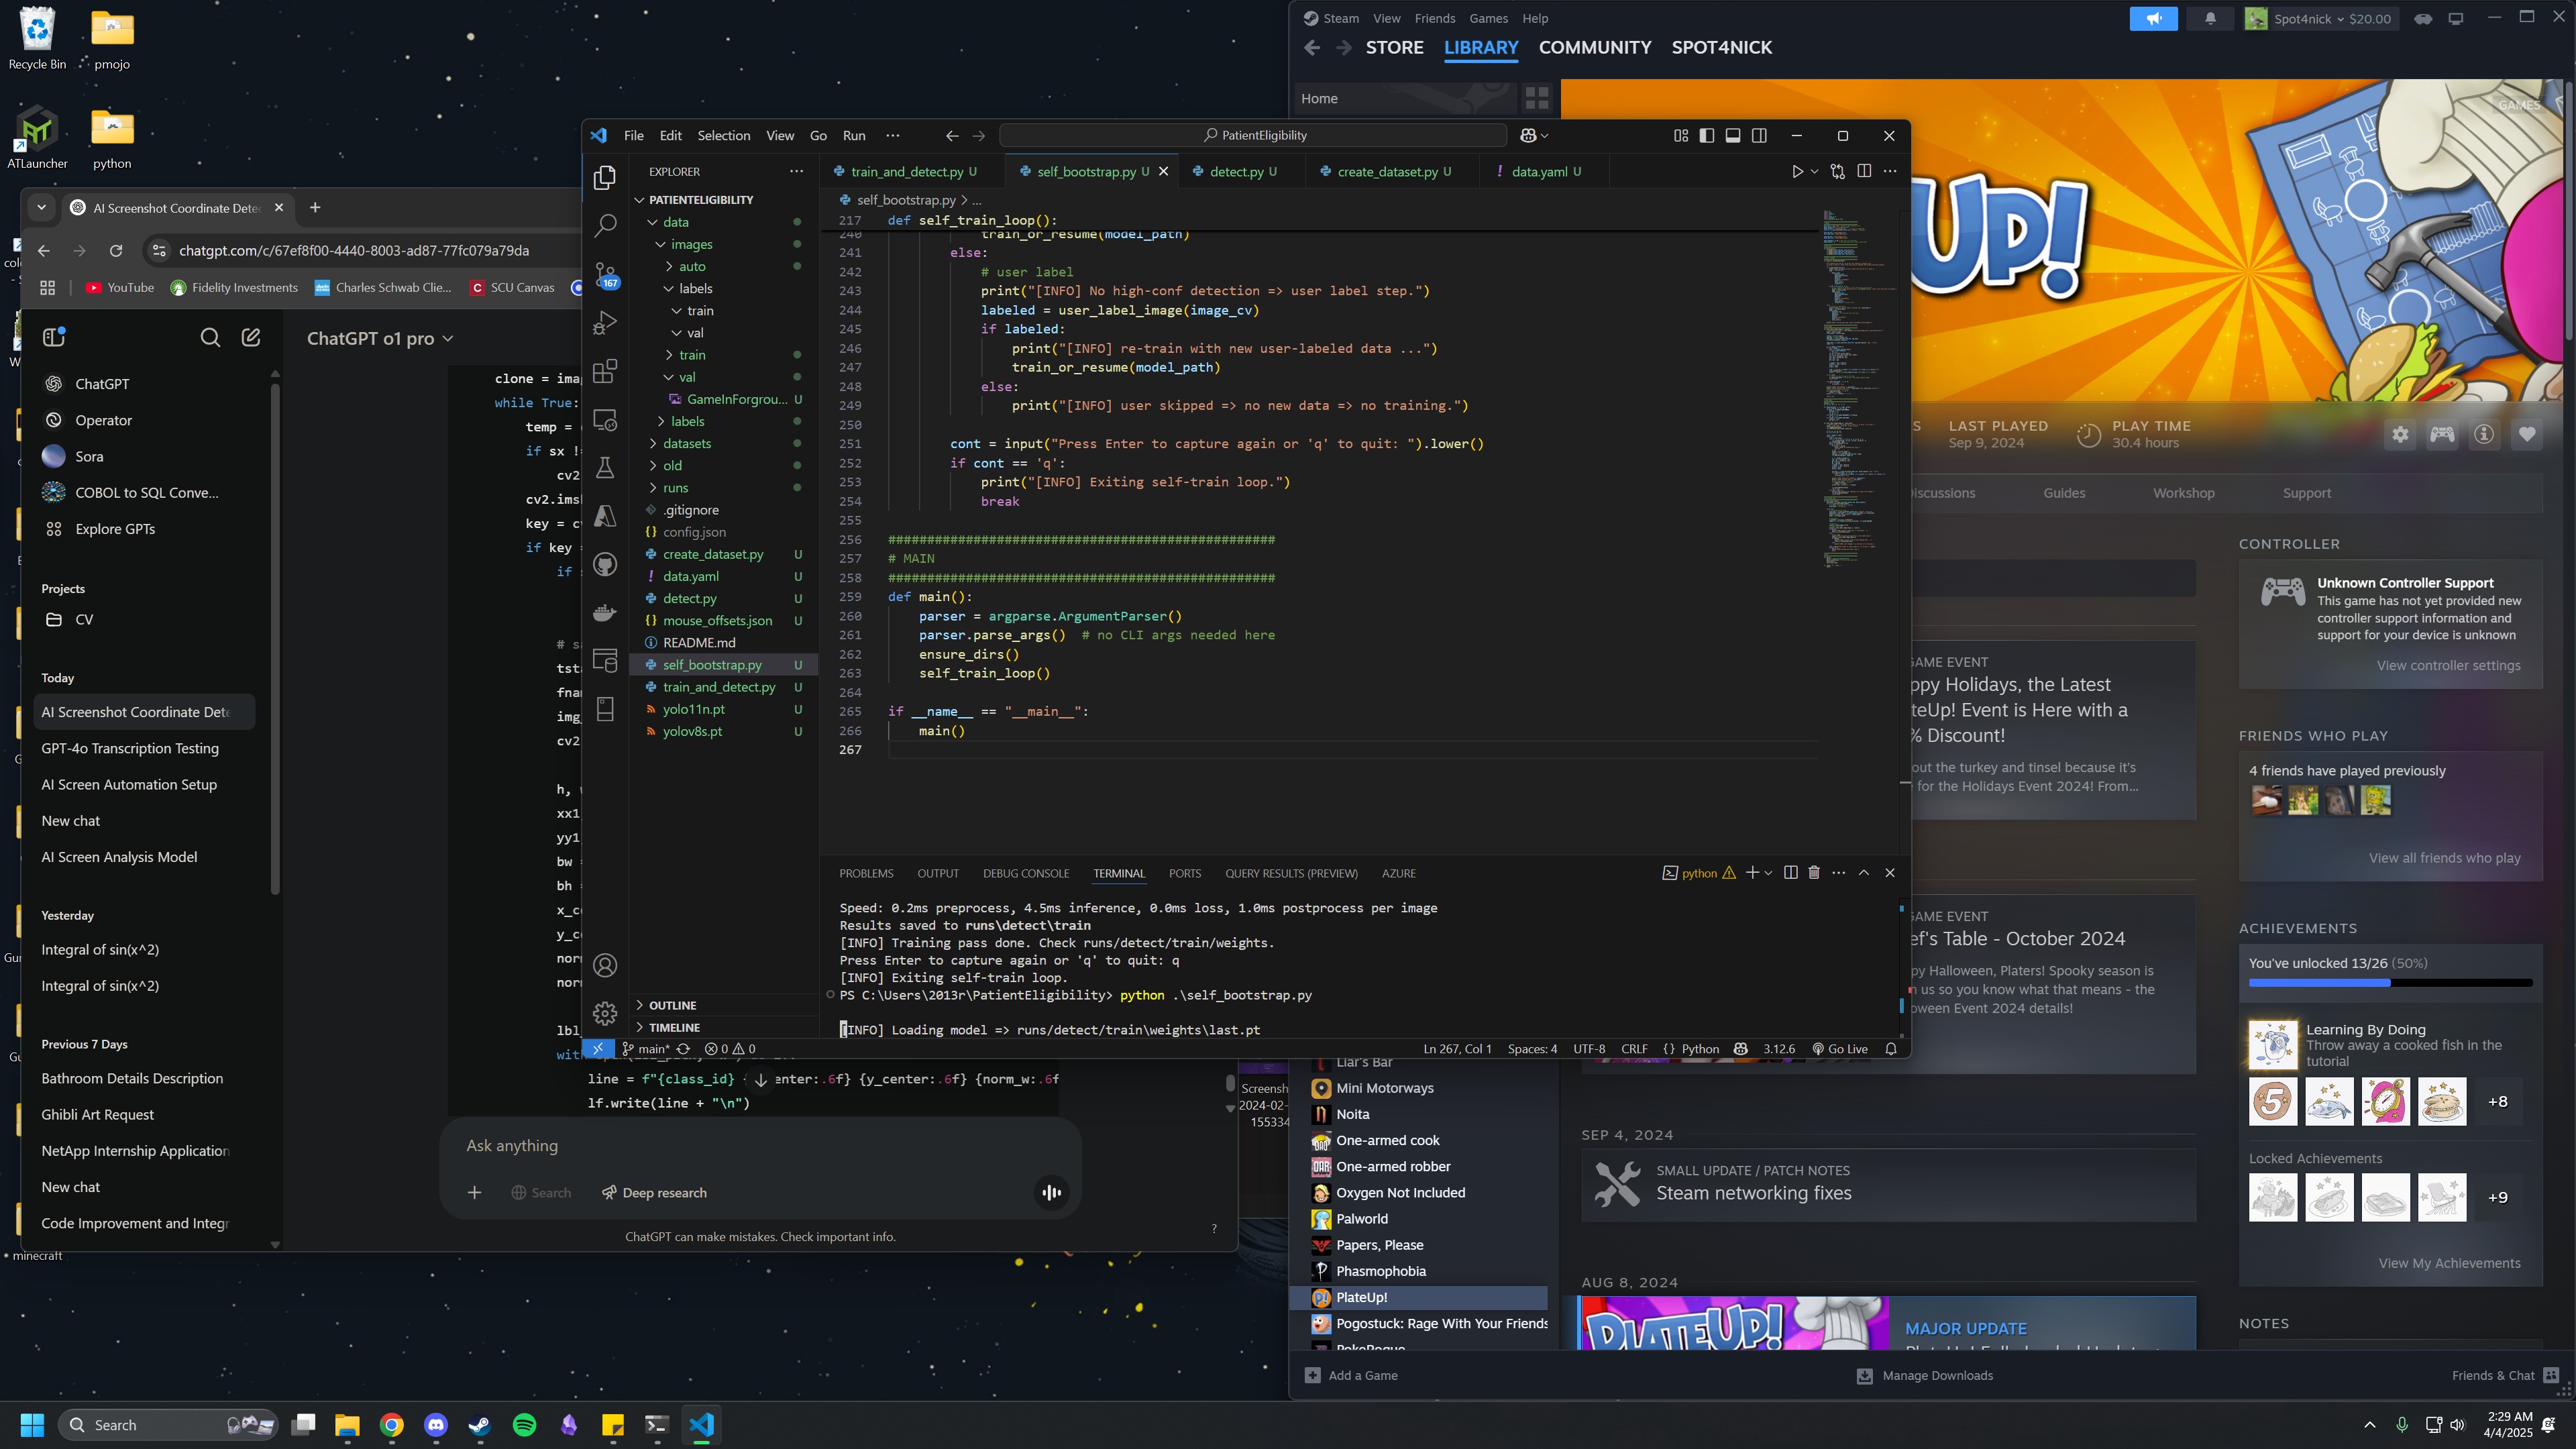 Recycle Bin
pmojo
ATLauncher
python
minecraft
AI Screenshot Coordinate Dete
chatgpt.com/c/67ef8f00-4440-8003-ad87-77fc079a79da
YouTube
Fidelity Investments
Charles Schwab Clie...
SCU Canvas
ChatGPT o1 pro
ChatGPT
Operator
Sora
COBOL to SQL Conve...
Explore GPTs
Projects
CV
Today
AI Screenshot Coordinate Dete
GPT-4o Transcription Testing
AI Screen Automation Setup
New chat
AI Screen Analysis Model
Yesterday
Integral of sin(x^2)
Integral of sin(x^2)
Previous 7 Days
Bathroom Details Description
Ghibli Art Request
NetApp Internship Application
New chat
Code Improvement and Integr
clone = ima
while True:
temp =
if sx !=
cv2
cv2.ims
key = cv
if key =
if
# sa
tsta
fnam
img_
cv2
h, w
xx1
yy1
bw =
bh =
x_ce
y_ce
norm
norm
lbl_
line = f"{class_id} {
enter:.6f} {y_center:.6f} {norm_w:.6f
lf.write(line + "\n")
Ask anything
Search
Deep research
ChatGPT can make mistakes. Check important info.
?
Screensh
2024-02-
155334
File Edit Selection View Go Run ...
PatientEligibility
EXPLORER
PATIENTELIGIBILITY
data
images
auto
labels
train
val
train
val
GameInForgrou... U
labels
datasets
old
runs
.gitignore
config.json
create_dataset.py U
data.yaml U
detect.py U
mouse_offsets.json U
README.md
self_bootstrap.py U
train_and_detect.py U
yolo11n.pt U
yolov8s.pt U
OUTLINE
TIMELINE
167
train_and_detect.py U
self_bootstrap.py U
detect.py U
create_dataset.py U
data.yaml U
self_bootstrap.py > ...
217 def self_train_loop():
240 train_or_resume(model_path)
241 else:
242 # user label
243 print("[INFO] No high-conf detection => user label step.")
244 labeled = user_label_image(image_cv)
245 if labeled:
246 print("[INFO] re-train with new user-labeled data ...")
247 train_or_resume(model_path)
248 else:
249 print("[INFO] user skipped => no new data => no training.")
250
251 cont = input("Press Enter to capture again or 'q' to quit: ").lower()
252 if cont == 'q':
253 print("[INFO] Exiting self-train loop.")
254 break
255
256 ##################################################
257 # MAIN
258 ##################################################
259 def main():
260 parser = argparse.ArgumentParser()
261 parser.parse_args() # no CLI args needed here
262 ensure_dirs()
263 self_train_loop()
264
265 if __name__ == "__main__":
266 main()
267
PROBLEMS OUTPUT DEBUG CONSOLE TERMINAL PORTS QUERY RESULTS (PREVIEW) AZURE
python
Speed: 0.2ms preprocess, 4.5ms inference, 0.0ms loss, 1.0ms postprocess per image
Results saved to runs\detect\train
[INFO] Training pass done. Check runs/detect/train/weights.
Press Enter to capture again or 'q' to quit: q
[INFO] Exiting self-train loop.
PS C:\Users\2013r\PatientEligibility> python .\self_bootstrap.py
[INFO] Loading model => runs/detect/train\weights\last.pt
main* 0 0
Ln 267, Col 1 Spaces: 4 UTF-8 CRLF Python 3.12.6 Go Live
Steam View Friends Games Help
Spot4nick $20.00
STORE LIBRARY COMMUNITY SPOT4NICK
Home
GAMES
UP!
LAST PLAYED
Sep 9, 2024
PLAY TIME
30.4 hours
iscussions Guides Workshop Support
CONTROLLER
Unknown Controller Support
This game has not yet provided new
controller support information and
support for your device is unknown
View controller settings
GAME EVENT
ppy Holidays, the Latest
teUp! Event is Here with a
% Discount!
out the turkey and tinsel because it's
for the Holidays Event 2024! From...
FRIENDS WHO PLAY
4 friends have played previously
View all friends who play
GAME EVENT
ef's Table - October 2024
py Halloween, Platers! Spooky season is
n us so you know what that means - the
oween Event 2024 details!
ACHIEVEMENTS
You've unlocked 13/26 (50%)
Learning By Doing
Throw away a cooked fish in the
tutorial
5
+8
Locked Achievements
+9
View My Achievements
NOTES
SEP 4, 2024
SMALL UPDATE / PATCH NOTES
Steam networking fixes
AUG 8, 2024
PLATEUP!
MAJOR UPDATE
Liar's Bar
Mini Motorways
Noita
One-armed cook
One-armed robber
Oxygen Not Included
Palworld
Papers, Please
Phasmophobia
PlateUp!
Pogostuck: Rage With Your Friends
PokeRogue
Add a Game
Manage Downloads
Friends & Chat
Search
2:29 AM
4/4/2025